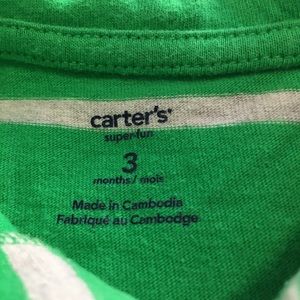 carter's®
super-fun
3
months / mois
Made in Cambodia
Fabriqué au Cambodge